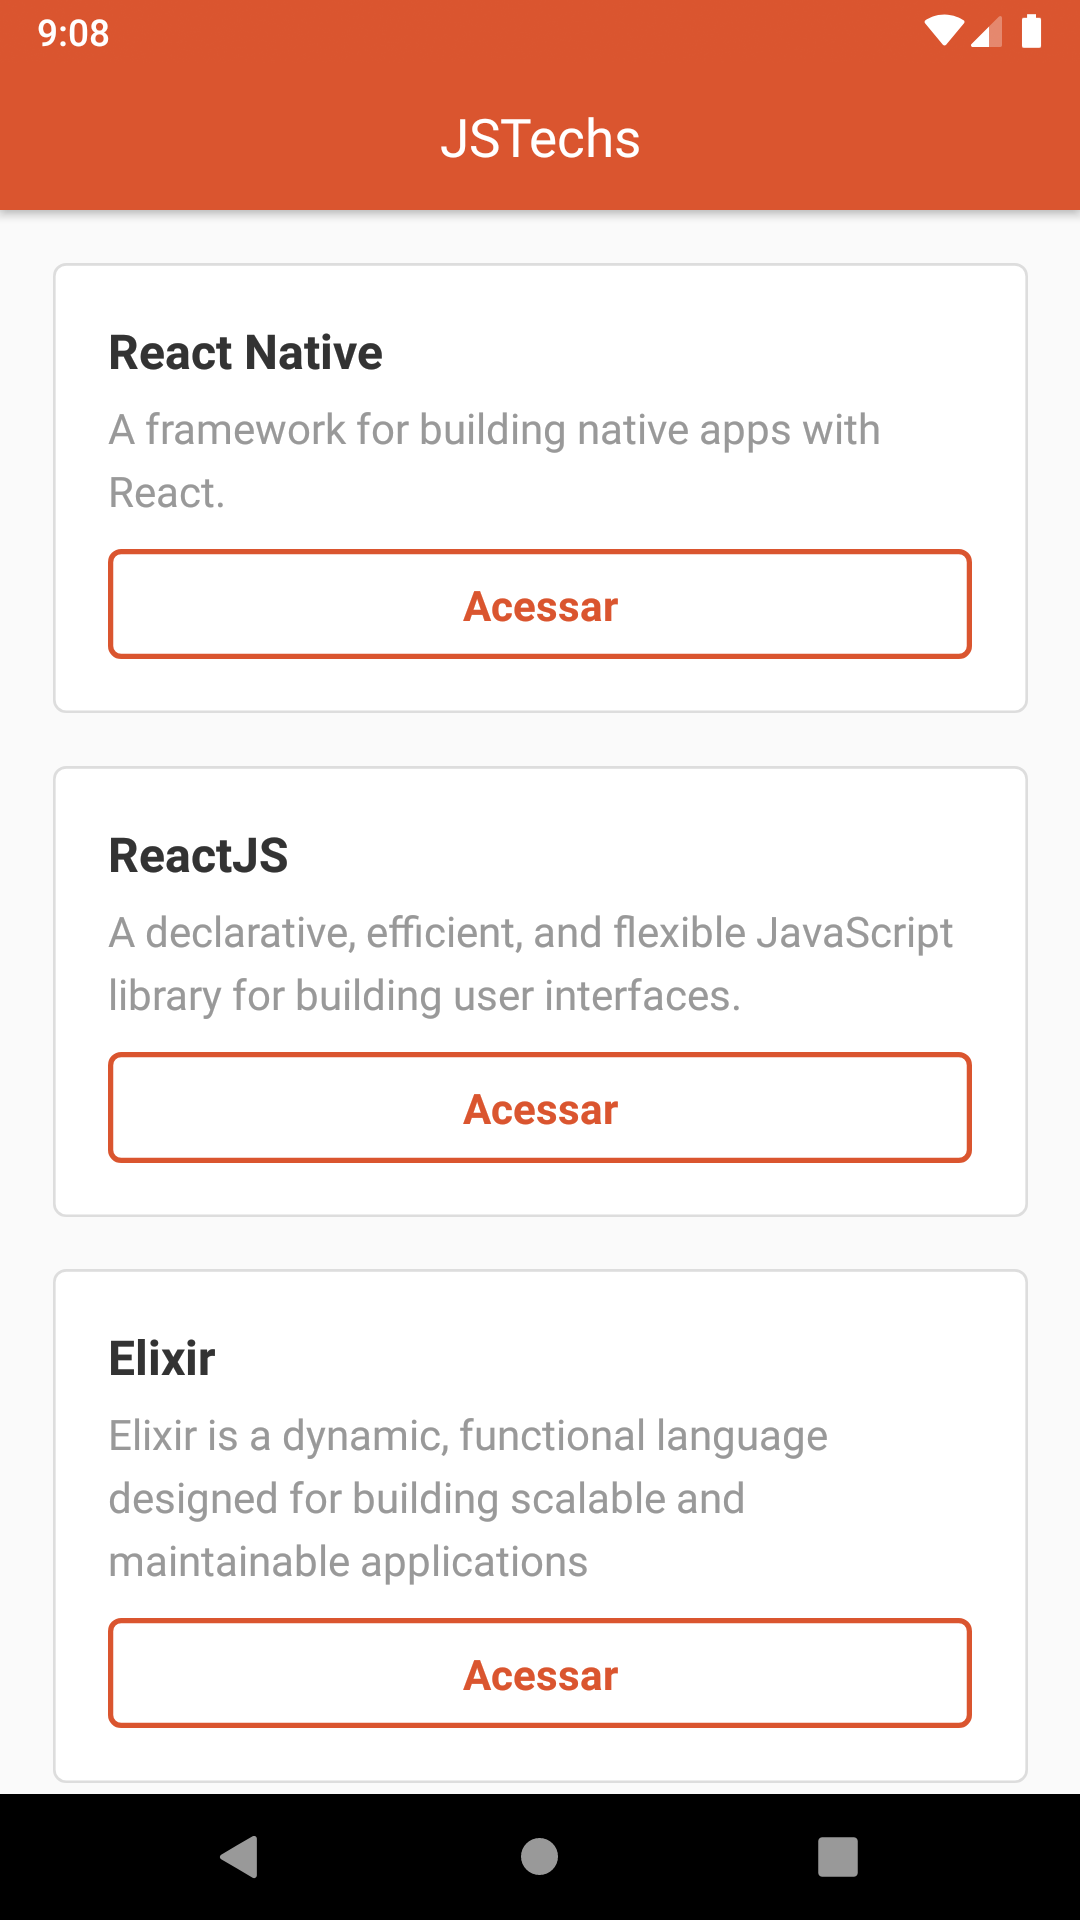 9:08
JSTechs
React Native
A framework for building native apps with
React.
Acessar
ReactJS
A declarative, efficient, and flexible JavaScript
library for building user interfaces.
Acessar
Elixir
Elixir is a dynamic, functional language
designed for building scalable and
maintainable applications
Acessar